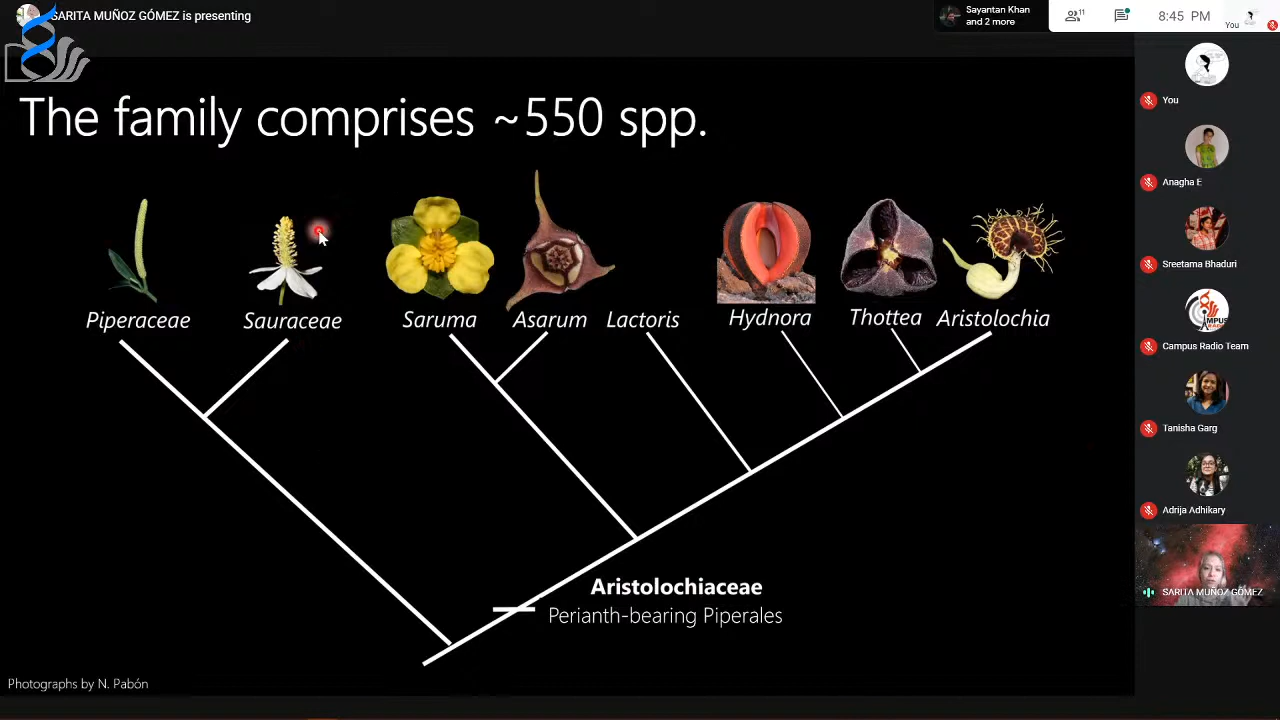 SARITA MUÑOZ GÓMEZ is presenting
Sayantan Khan
and 2 more
11
8:45 PM
You
The family comprises ~550 spp.
Piperaceae
Sauraceae
Saruma
Asarum
Lactoris
Hydnora
Thottea
Aristolochia
Aristolochiaceae
Perianth-bearing Piperales
Photographs by N. Pabón
You
Anagha E
Sreetama Bhaduri
Campus Radio Team
Tanisha Garg
Adrija Adhikary
SARITA MUÑOZ GÓMEZ